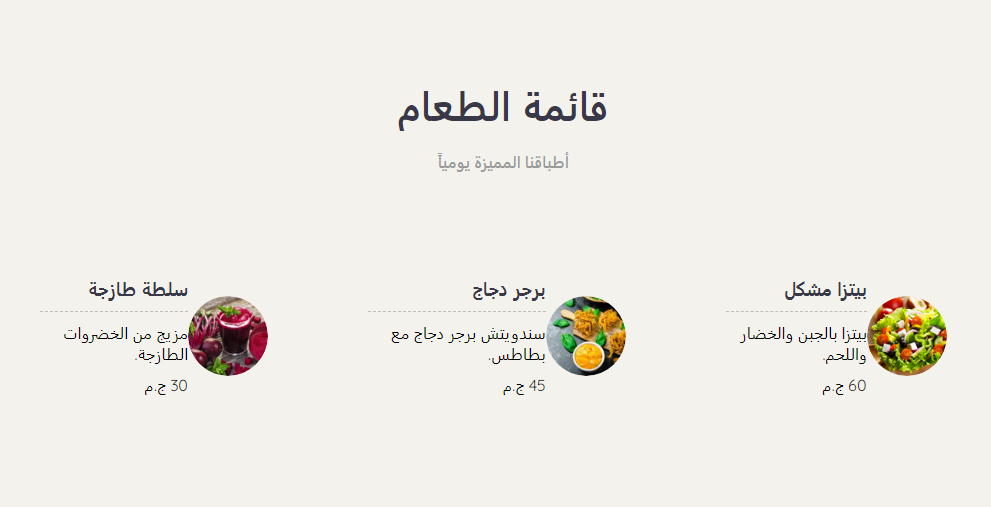 قائمة الطعام
أطباقنا المميزة يومياً
بيتزا مشكل
بيتزا بالجبن والخضار
واللحم.
60 ج.م
برجر دجاج
سندويتش برجر دجاج مع
بطاطس.
45 ج.م
سلطة طازجة
مزيج من الخضروات
الطازجة.
30 ج.م